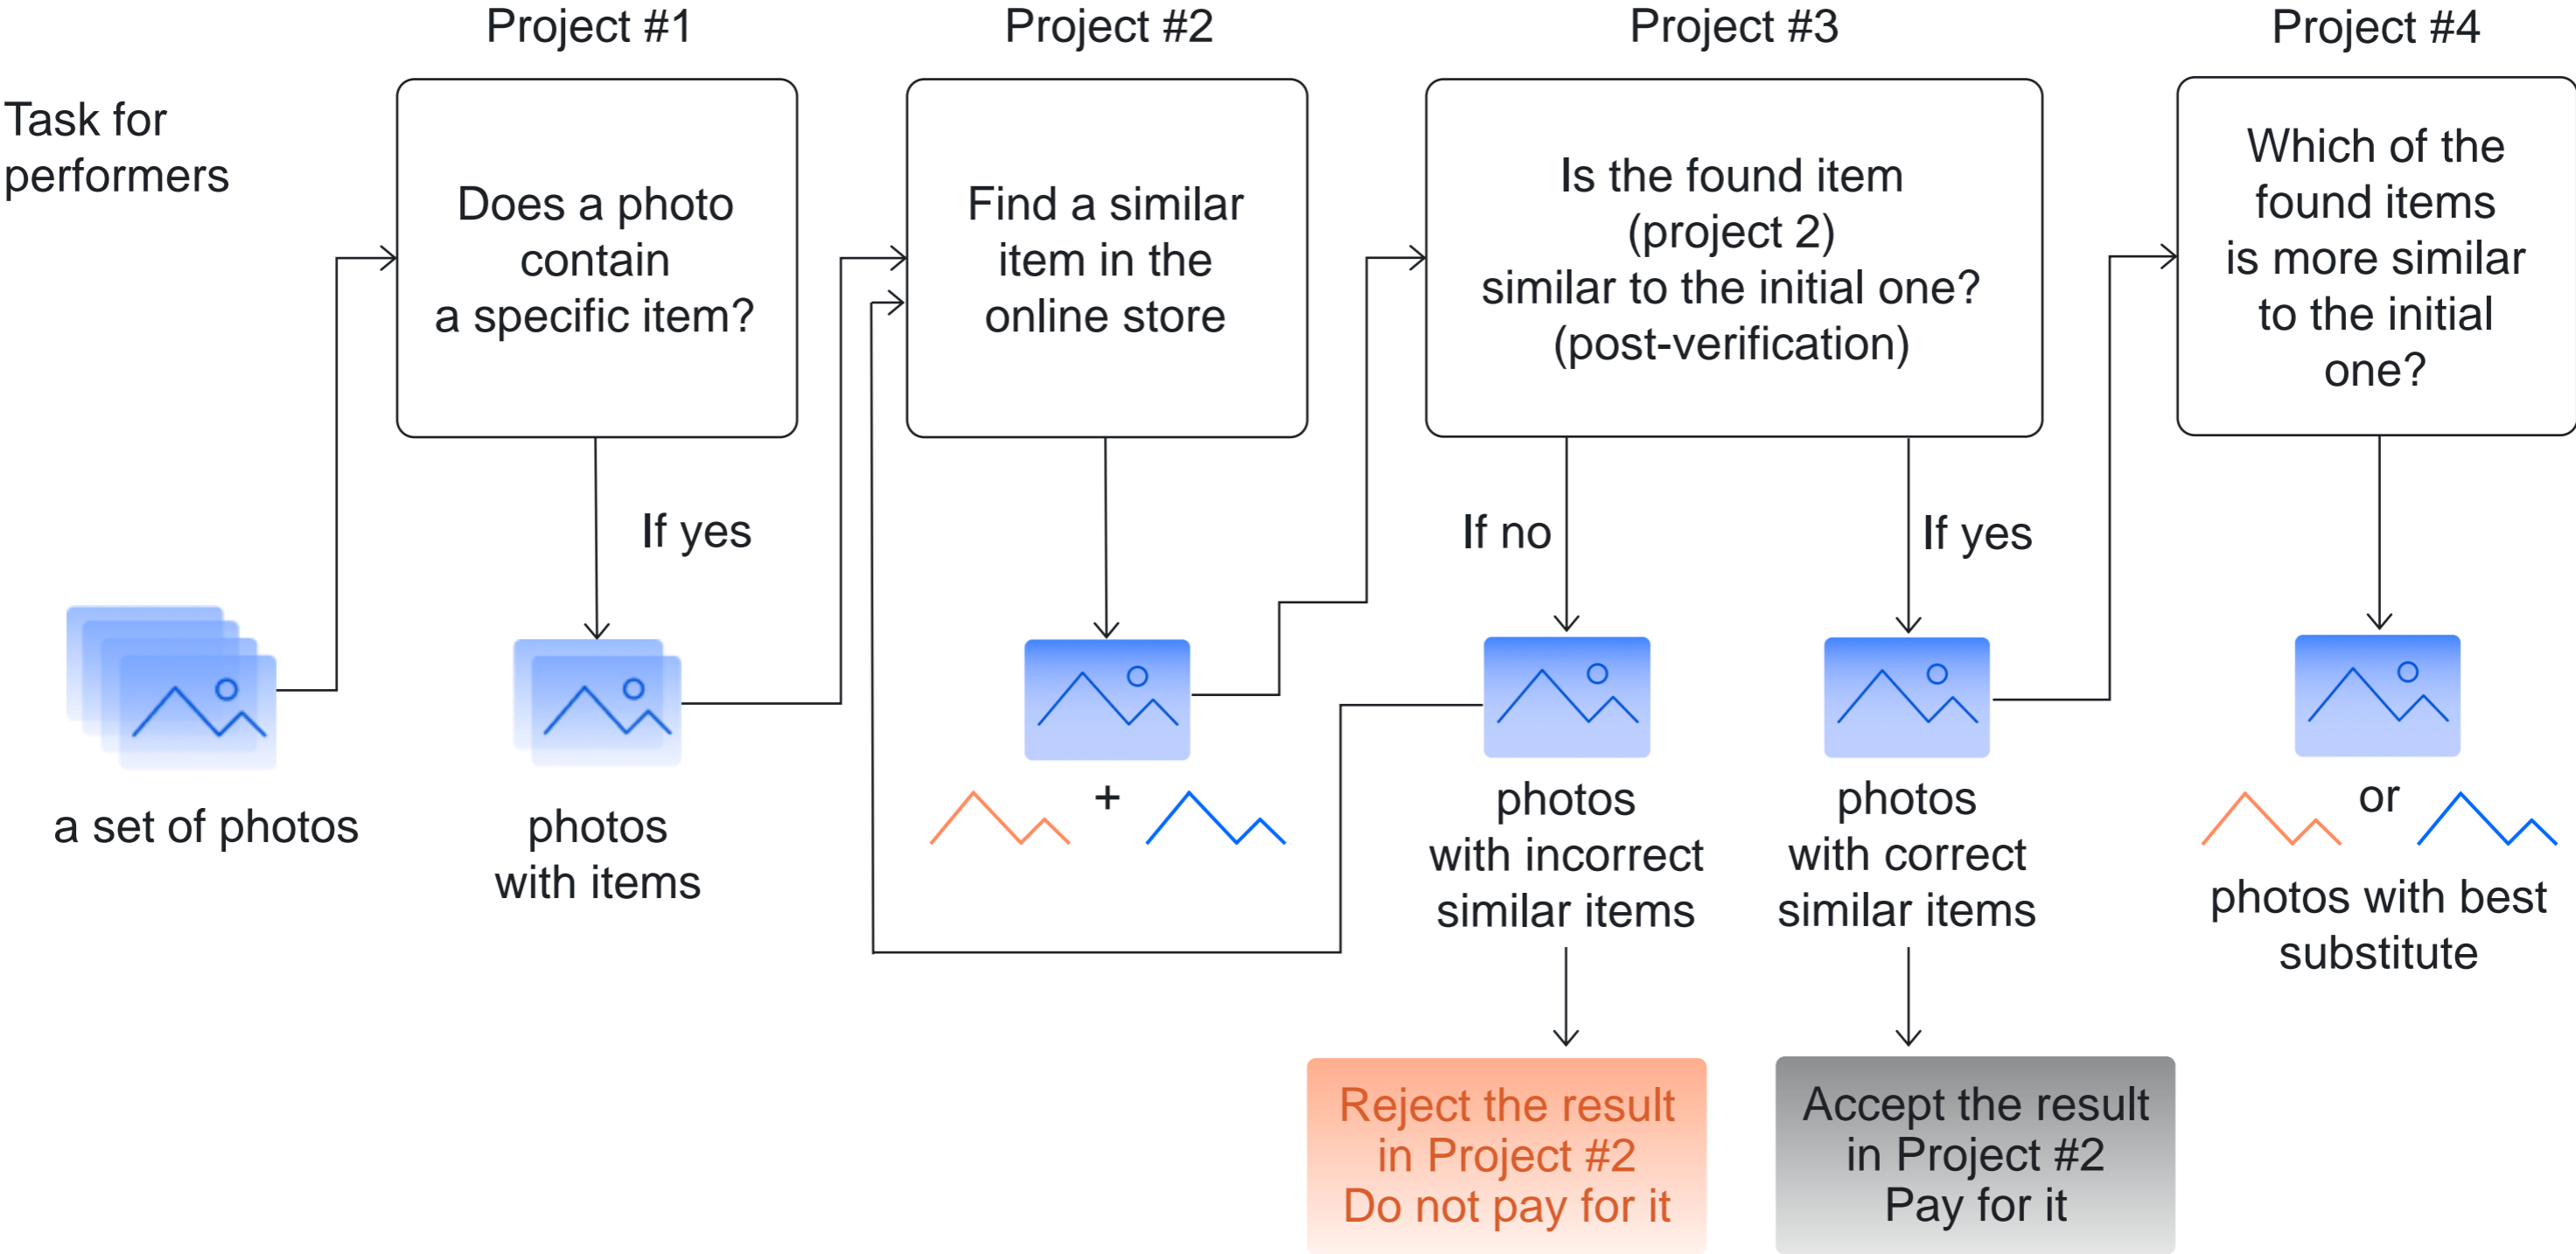 Project #1
Project #2
Project #3
Project #4
Task for
performers
Does a photo
contain
a specific item?
Find a similar
item in the
online store
Is the found item
(project 2)
similar to the initial one?
(post-verification)
Which of the
found items
is more similar
to the initial
one?
If yes
If no
If yes
a set of photos
photos
with items
+
photos
with incorrect
similar items
photos
with correct
similar items
or
photos with best
substitute
Reject the result
in Project #2
Do not pay for it
Accept the result
in Project #2
Pay for it